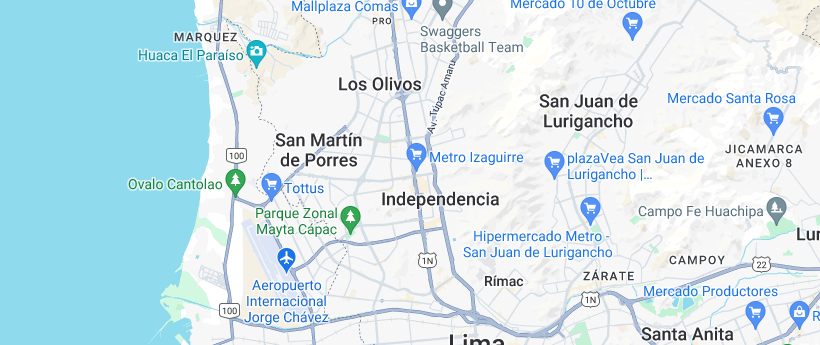 Mallplaza Comas
PRO
Mercado 10 de Octubre
Swaggers
Basketball Team
MARQUEZ
Huaca El Paraíso
Los Olivos
Av. Tupac Amaru
San Juan de
Lurigancho
Mercado Santa Rosa
San Martín
de Porres
100
Metro Izaguirre
plazaVea San Juan de
Lurigancho |...
JICAMARCA
ANEXO 8
Ovalo Cantolao
Tottus
Independencia
Parque Zonal
Mayta Cápac
Campo Fe Huachipa
Hipermercado Metro -
San Juan de Lurigancho
Lur
1N
CAMPOY
22
Aeropuerto
Internacional
Jorge Chávez
Rímac
ZÁRATE
1N
Mercado Productores
100
Lima
Santa Anita
R